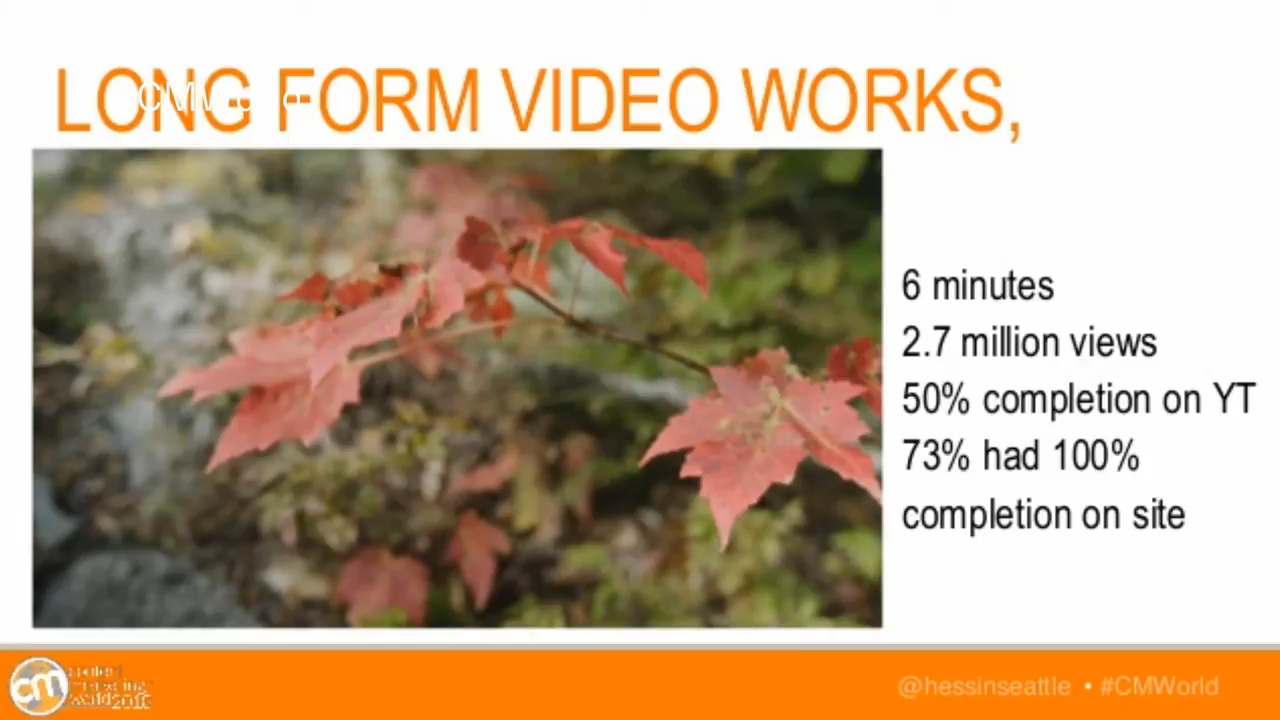 LONG FORM VIDEO WORKS,
6 minutes
2.7 million views
50% completion on YT
73% had 100%
completion on site
cm
@hessinseattle • #CMWorld